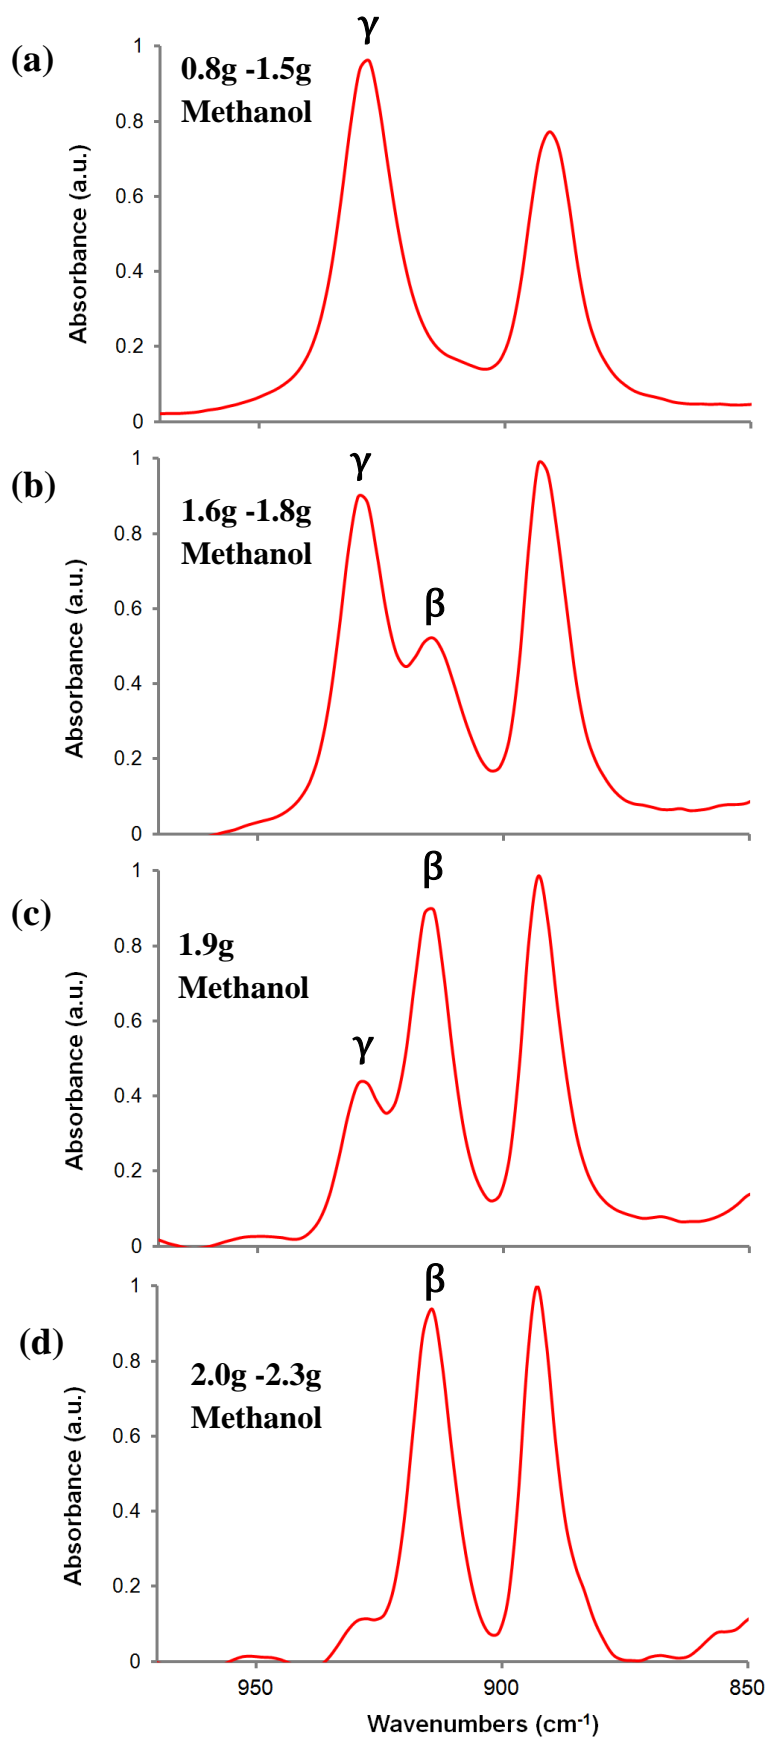 γ
(a)
0.8g -1.5g
Methanol
Absorbance (a.u.)
1
0.8
0.6
0.4
0.2
0
γ
(b)
1.6g -1.8g
Methanol
β
Absorbance (a.u.)
1
0.8
0.6
0.4
0.2
0
β
(c)
1.9g
Methanol
γ
Absorbance (a.u.)
1
0.8
0.6
0.4
0.2
0
β
(d)
2.0g -2.3g
Methanol
Absorbance (a.u.)
1
0.8
0.6
0.4
0.2
0
950 900 850
Wavenumbers (cm⁻¹)